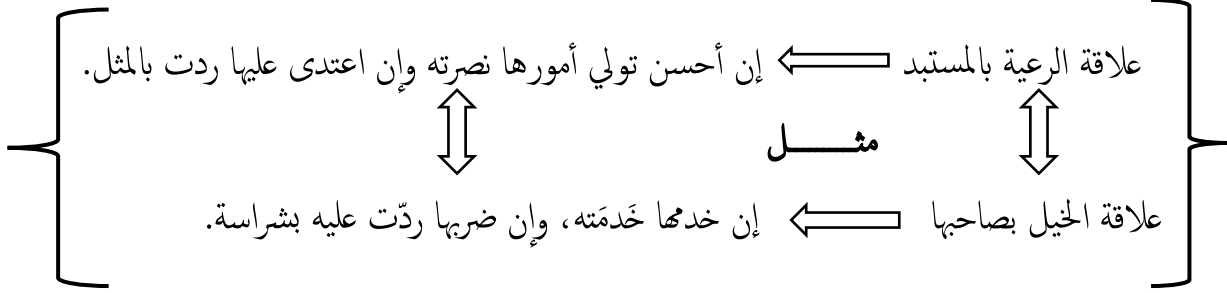 علاقة الرعية بالمستبد إن أحسن تولي أمورها نصرته وإن اعتدى عليها ردت بالمثل.
مثـــــل
علاقة الخيل بصاحبها إن خدمها خَدمَته، وإن ضربها ردّت عليه بشراسة.